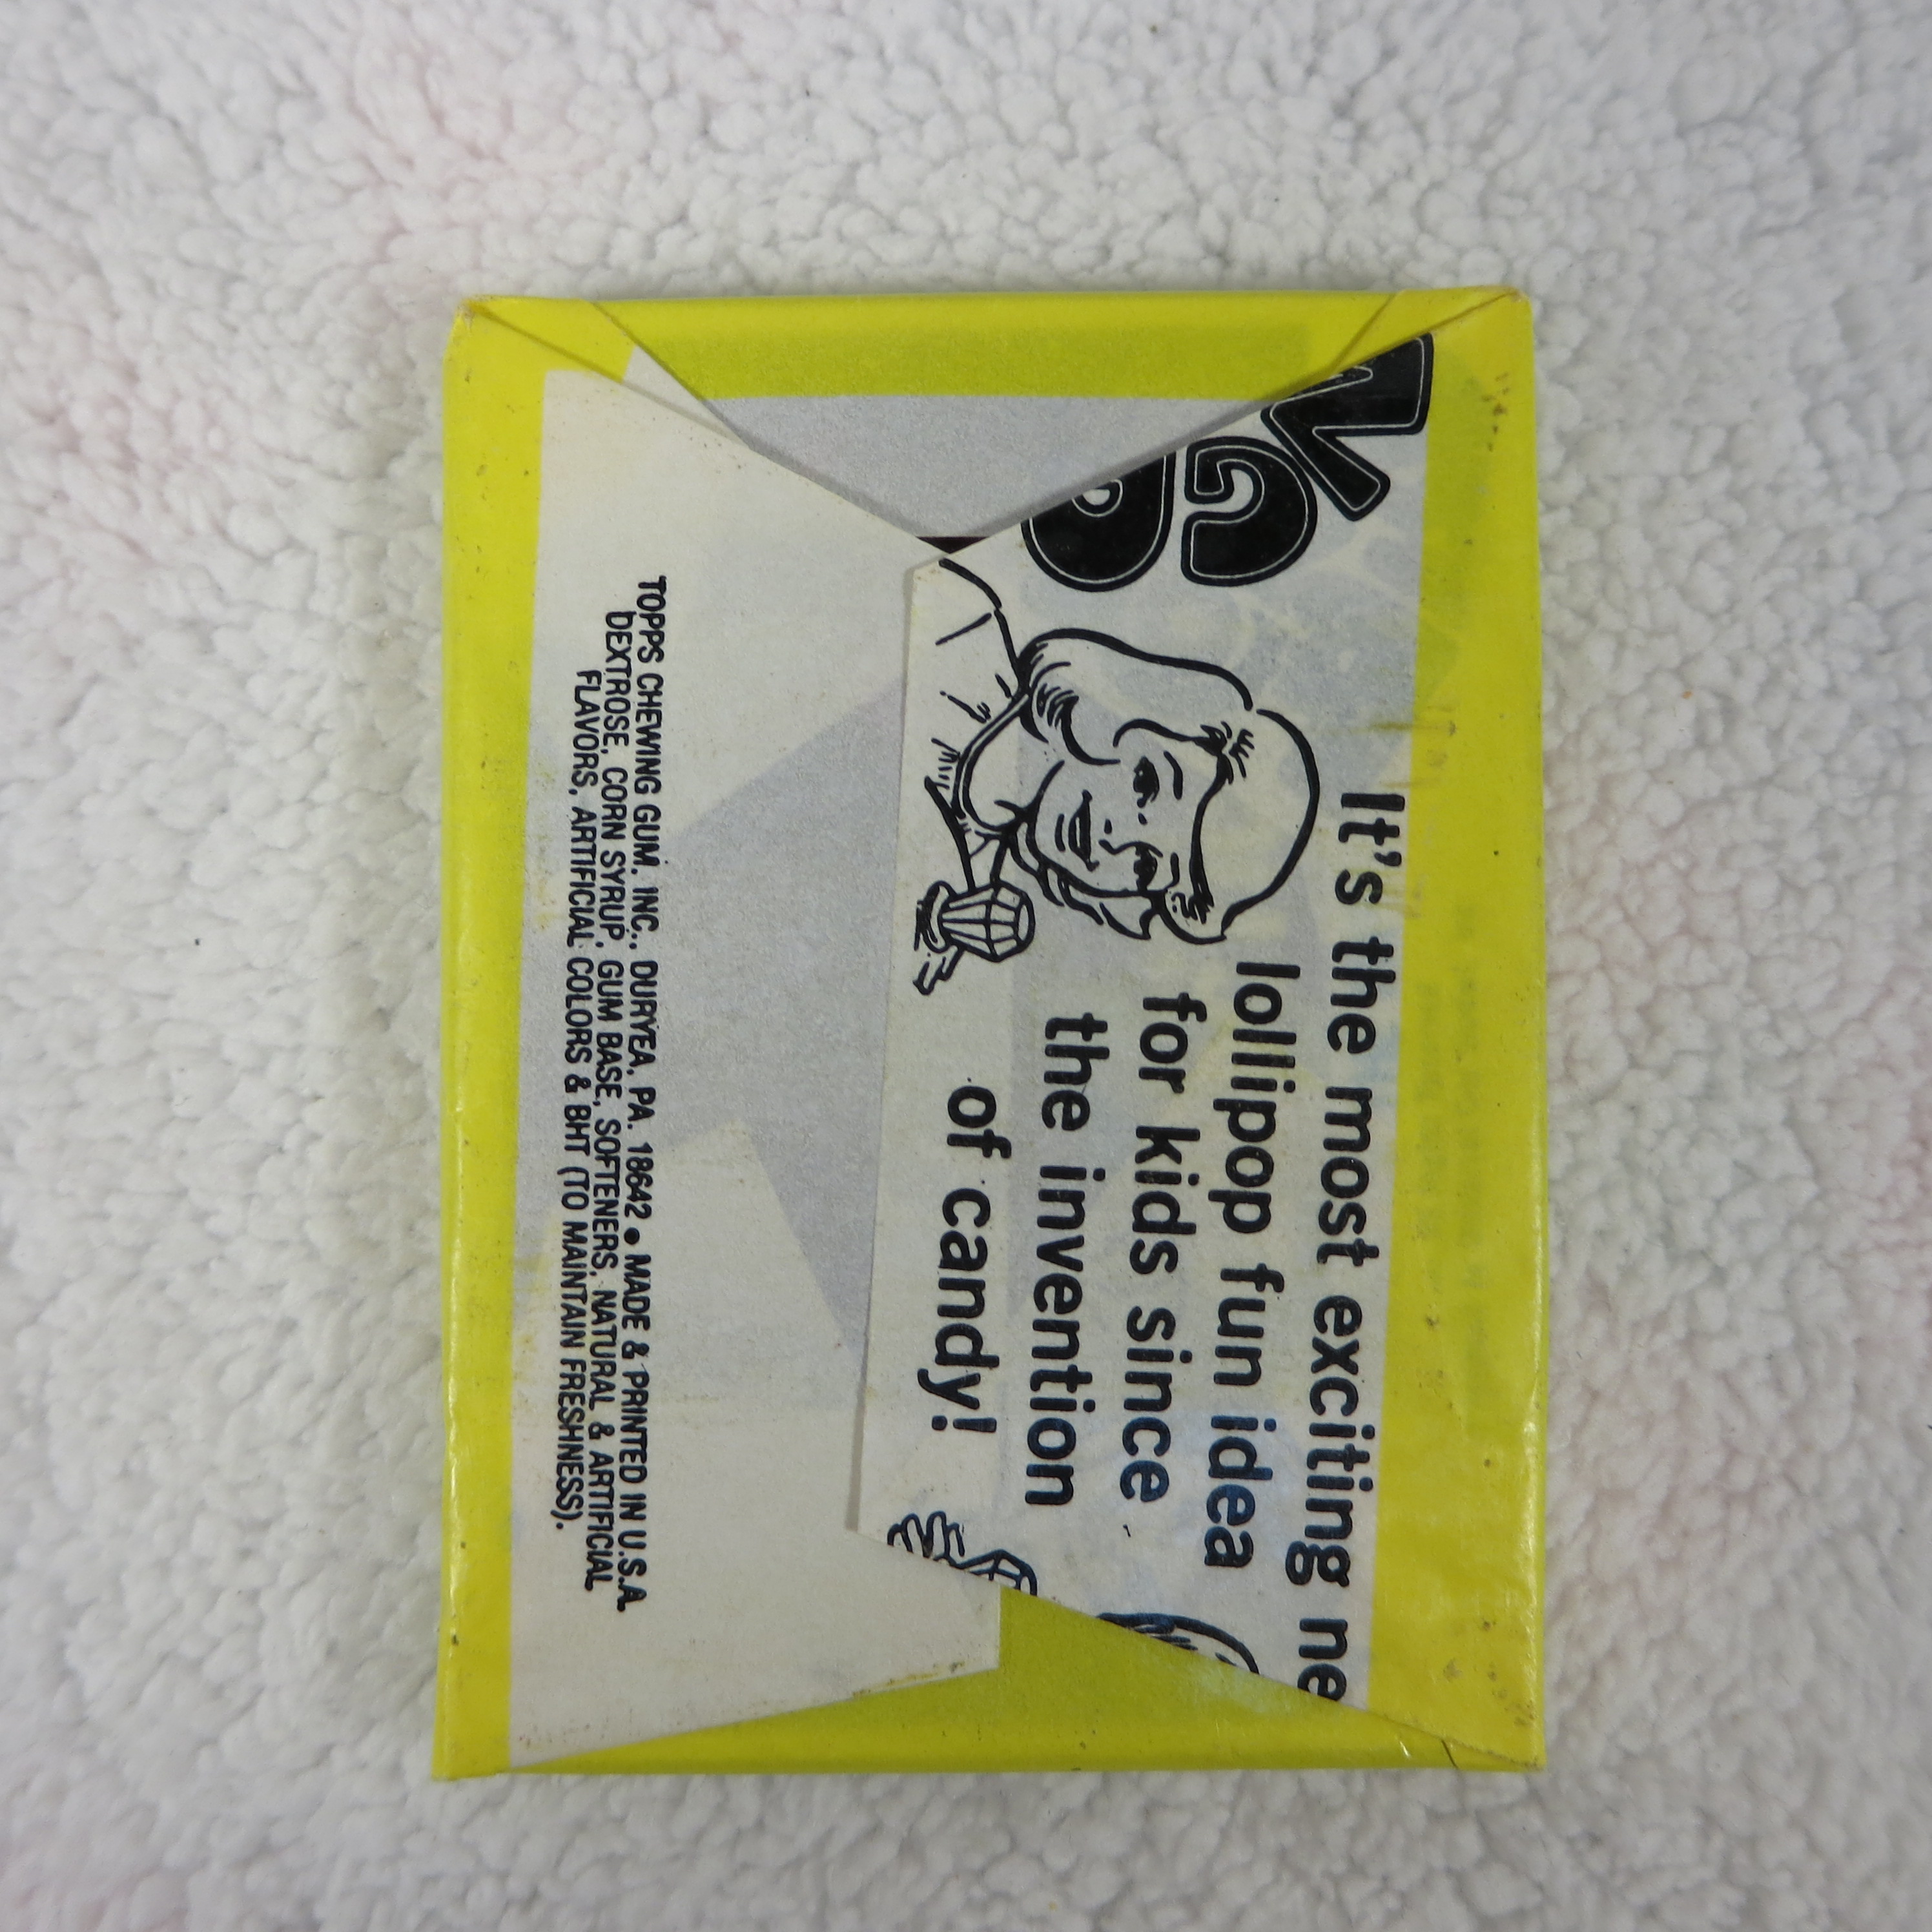 NG
It's the most exciting ne
lollipop fun idea
for kids since
the invention
of candy!
TOPPS CHEWING GUM, INC., DURYEA, PA. 18642 • MADE & PRINTED IN U.S.A.
DEXTROSE, CORN SYRUP, GUM BASE, SOFTENERS, NATURAL & ARTIFICIAL
FLAVORS, ARTIFICIAL COLORS & BHT (TO MAINTAIN FRESHNESS).